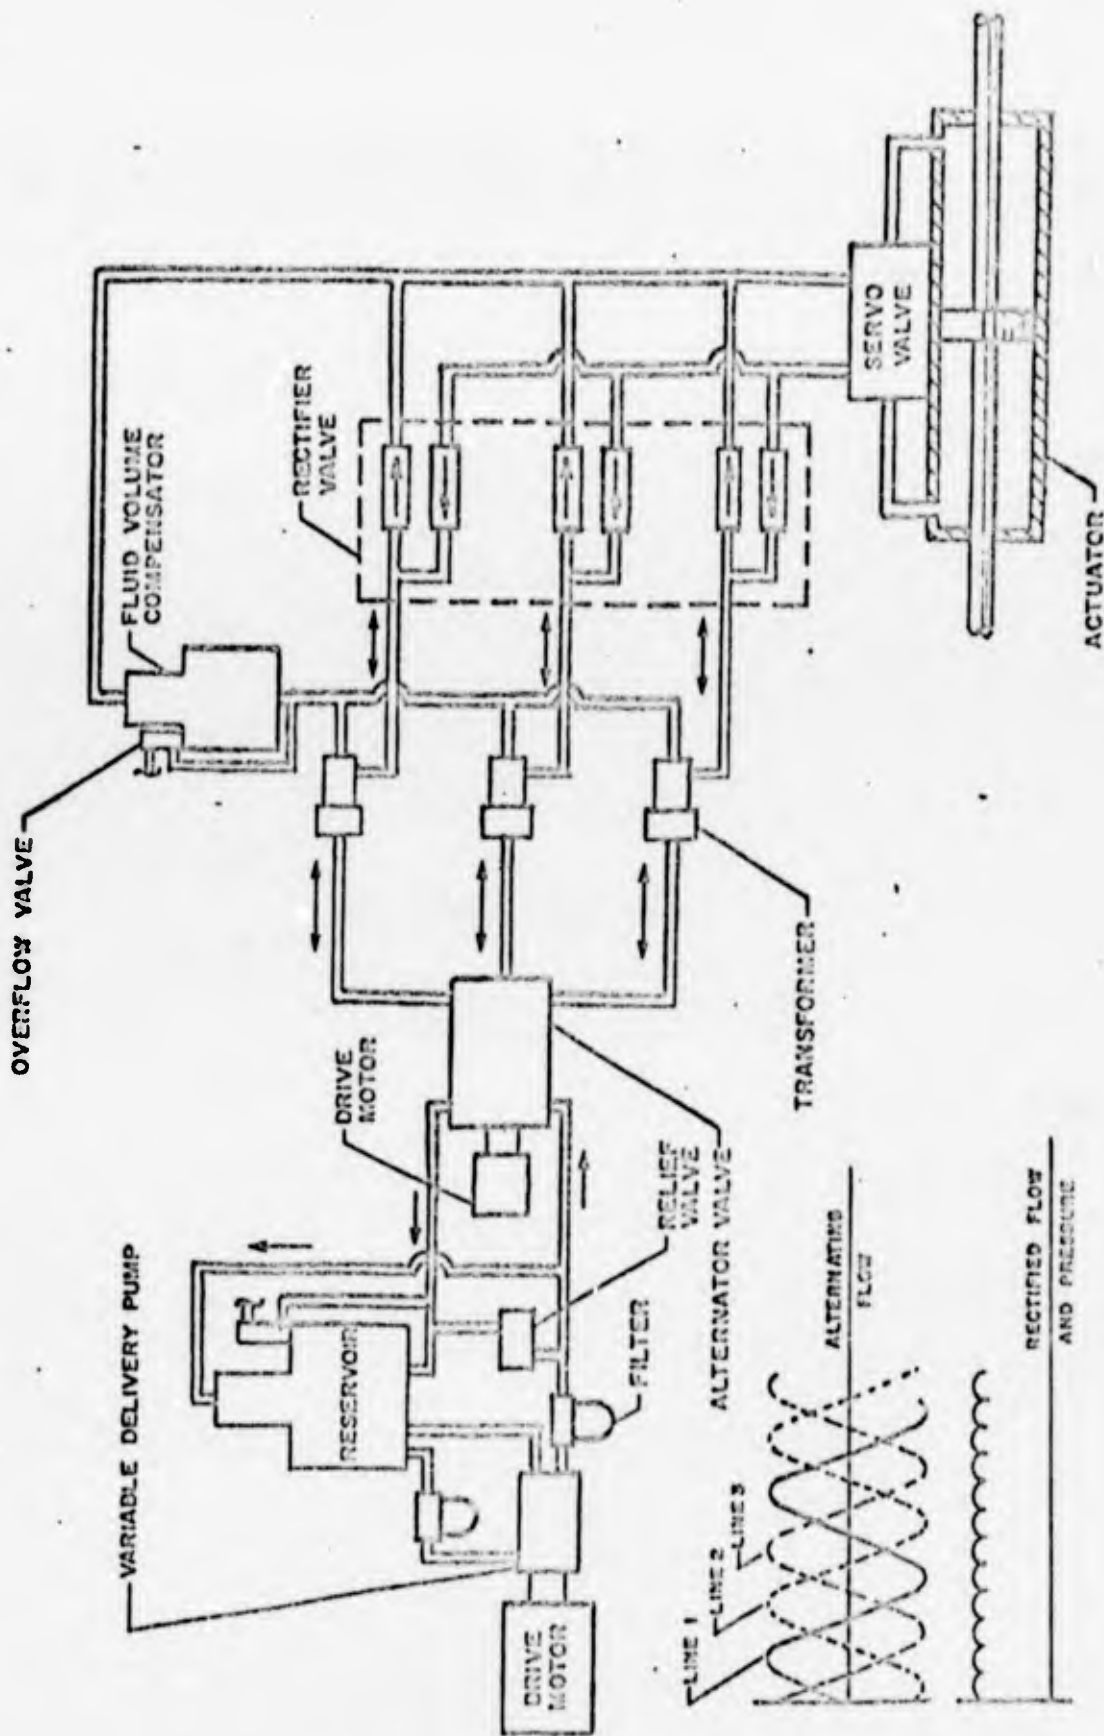 OVERFLOW VALVE
FLUID VOLUME
COMPENSATOR
RECTIFIER
VALVE
VARIABLE DELIVERY PUMP
DRIVE
MOTOR
RESERVOIR
SERVO
VALVE
DRIVE
MOTOR
RELIEF
VALVE
FILTER
ALTERNATOR VALVE
TRANSFORMER
ACTUATOR
LINE 1
LINE 2
LINE 3
ALTERNATING
FLOW
RECTIFIED FLOW
AND PRESSURE